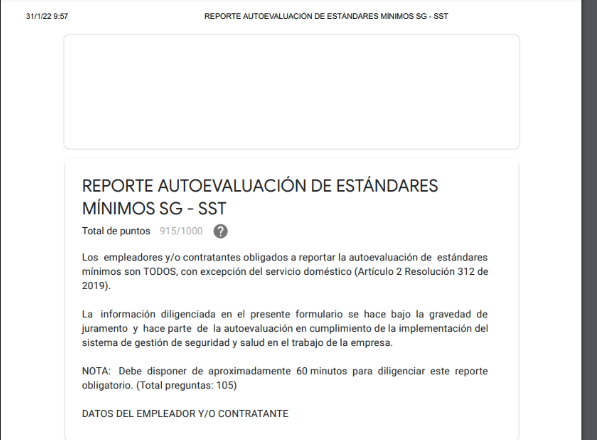 31/1/22 9:57 REPORTE AUTOEVALUACIÓN DE ESTÁNDARES MÍNIMOS SG - SST
REPORTE AUTOEVALUACIÓN DE ESTÁNDARES
MÍNIMOS SG - SST
Total de puntos 915/1000 ?
Los empleadores y/o contratantes obligados a reportar la autoevaluación de estándares
mínimos son TODOS, con excepción del servicio doméstico (Artículo 2 Resolución 312 de
2019).
La información diligenciada en el presente formulario se hace bajo la gravedad de
juramento y hace parte de la autoevaluación en cumplimiento de la implementación del
sistema de gestión de seguridad y salud en el trabajo de la empresa.
NOTA: Debe disponer de aproximadamente 60 minutos para diligenciar este reporte
obligatorio. (Total preguntas: 105)
DATOS DEL EMPLEADOR Y/O CONTRATANTE